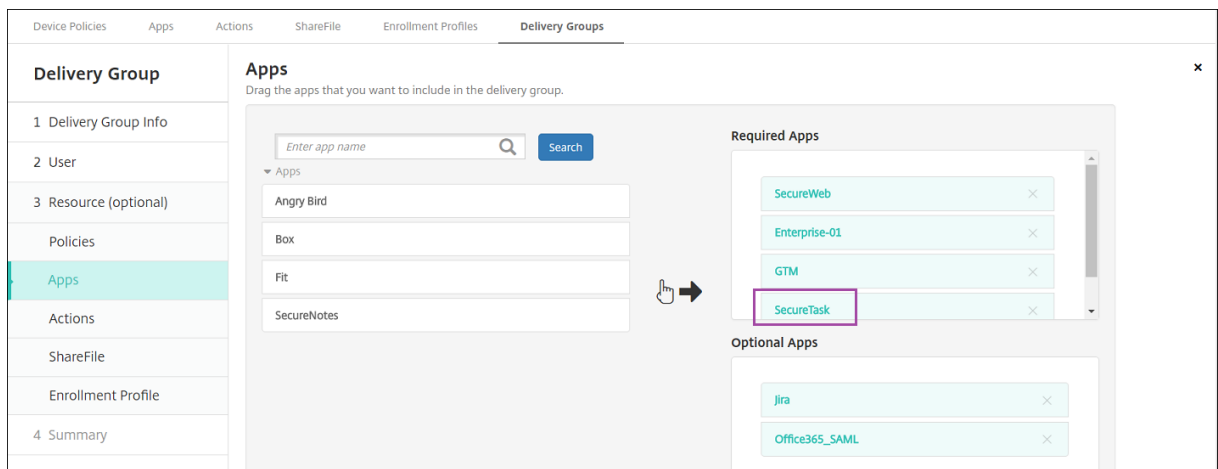 Device Policies Apps Actions ShareFile Enrollment Profiles Delivery Groups
Delivery Group
1 Delivery Group Info
2 User
3 Resource (optional)
Policies
Apps
Actions
ShareFile
Enrollment Profile
4 Summary
Apps
Drag the apps that you want to include in the delivery group.
Enter app name
Search
Apps
Angry Bird
Box
Fit
SecureNotes
Required Apps
SecureWeb
Enterprise-01
GTM
SecureTask
Optional Apps
Jira
Office365_SAML